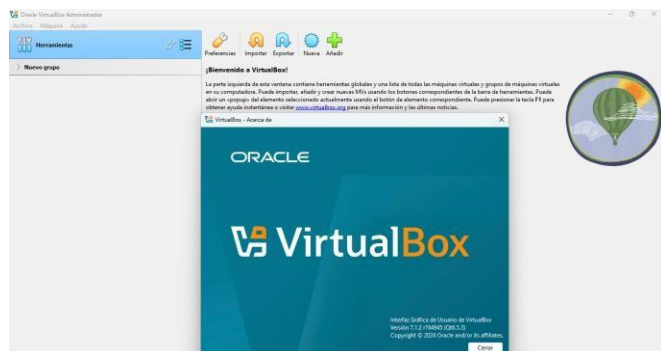 Oracle VirtualBox Administrador
Archivo Máquina Ayuda
Herramientas
Nuevo grupo
Preferencias Importar Exportar Nueva Añadir
¡Bienvenido a VirtualBox!
La parte izquierda de esta ventana contiene herramientas globales y una lista de todas las máquinas virtuales y grupos de máquinas virtuales
en su computadora. Puede importar, añadir y crear nuevas MVs usando los botones correspondientes de la barra de herramientas. Puede
abrir un «popup» del elemento seleccionado actualmente usando el botón de elemento correspondiente. Puede presionar la tecla F1 para
obtener ayuda instantánea o visitar www.virtualbox.org para más información y las últimas noticias.
VirtualBox - Acerca de
ORACLE
VirtualBox
Interfaz Gráfica de Usuario de VirtualBox
Versión 7.1.2 r164945 (Qt6.5.3)
Copyright © 2024 Oracle and/or its affiliates.
Cerrar